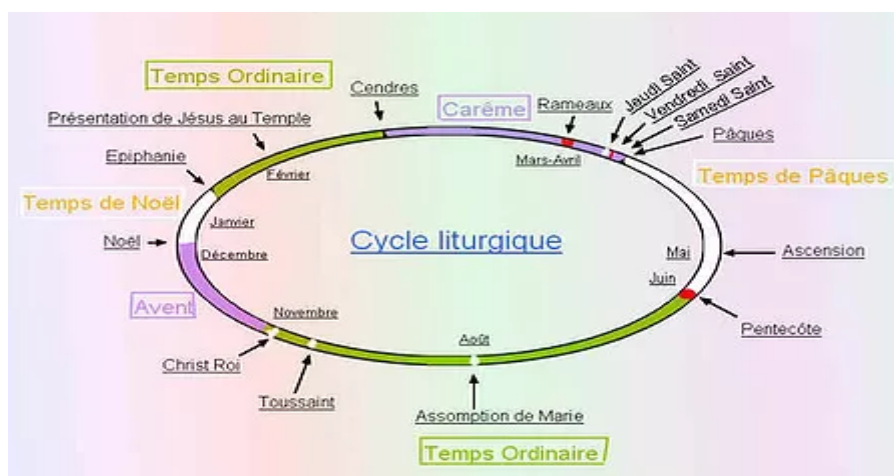 Temps Ordinaire
Cendres
Carême
Rameaux
Jeudi Saint
Vendredi Saint
Samedi Saint
Pâques
Présentation de Jésus au Temple
Epiphanie
Février
Mars-Avril
Temps de Pâques
Temps de Noël
Janvier
Noël
Décembre
Cycle liturgique
Mai
Ascension
Juin
Avent
Novembre
Pentecôte
Christ Roi
Août
Toussaint
Assomption de Marie
Temps Ordinaire